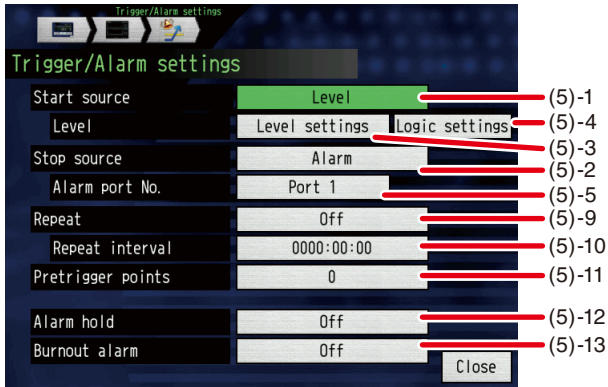 Trigger/Alarm settings
Trigger/Alarm settings
Start source Level (5)-1
Level Level settings Logic settings (5)-4
(5)-3
Stop source Alarm (5)-2
Alarm port No. Port 1 (5)-5
Repeat Off (5)-9
Repeat interval 0000:00:00 (5)-10
Pretrigger points 0 (5)-11
Alarm hold Off (5)-12
Burnout alarm Off (5)-13
Close